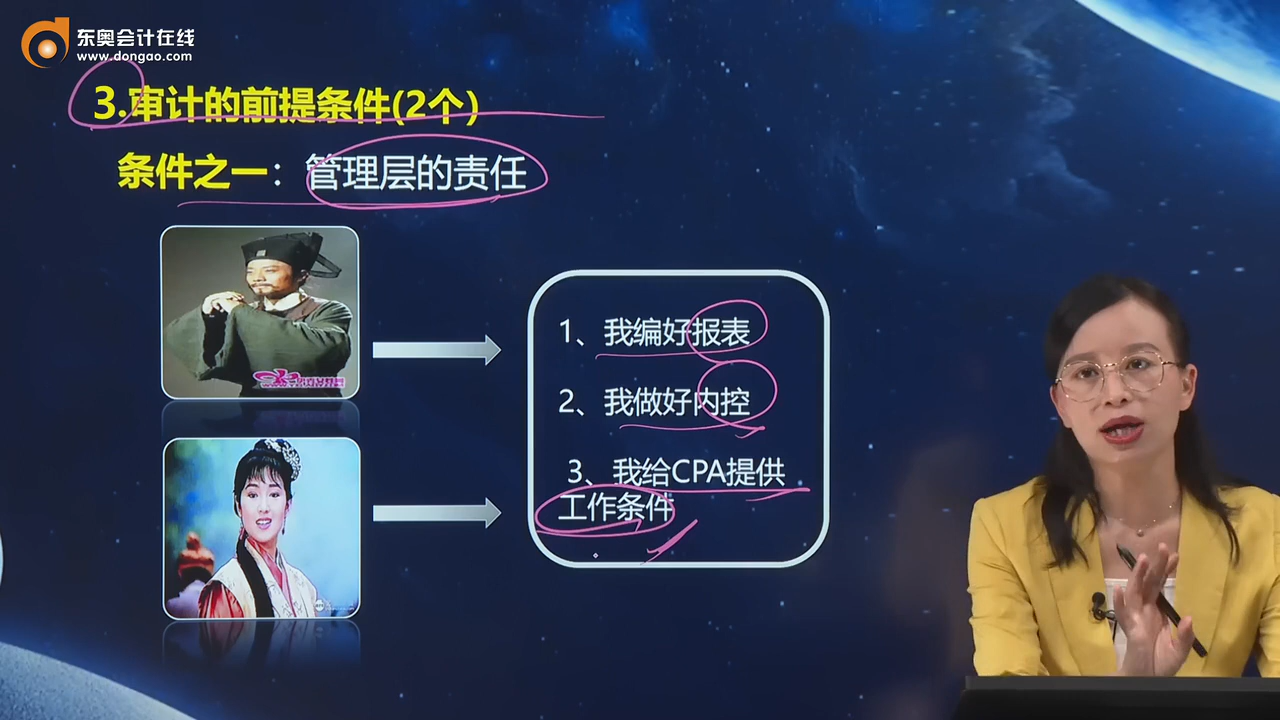 东奥会计在线
www.dongao.com
3.审计的前提条件(2个)
条件之一：管理层的责任
1、我编好报表
2、我做好内控
3、我给CPA提供
工作条件